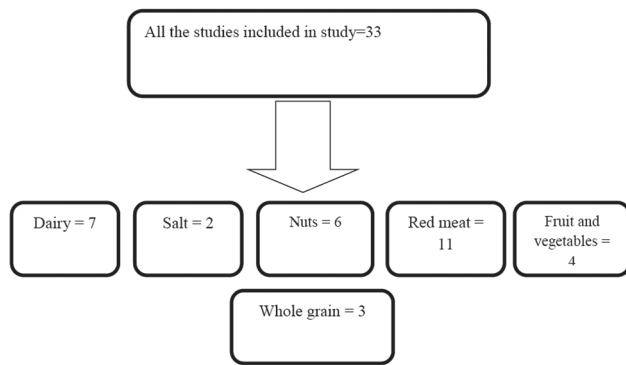 All the studies included in study=33
Dairy = 7
Salt = 2
Nuts = 6
Red meat =
11
Fruit and
vegetables =
4
Whole grain = 3